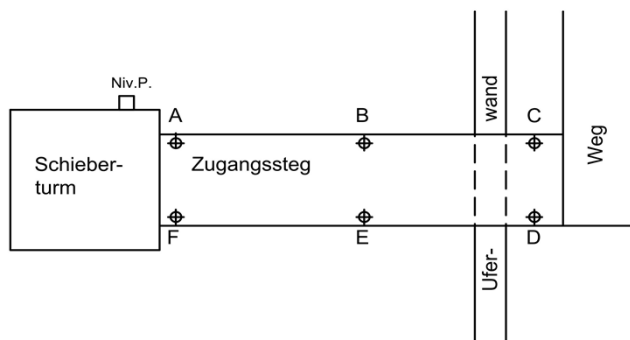 Niv.P.
A
B
C
wand
Weg
Schieber-
turm
Zugangssteg
F
E
D
Ufer-